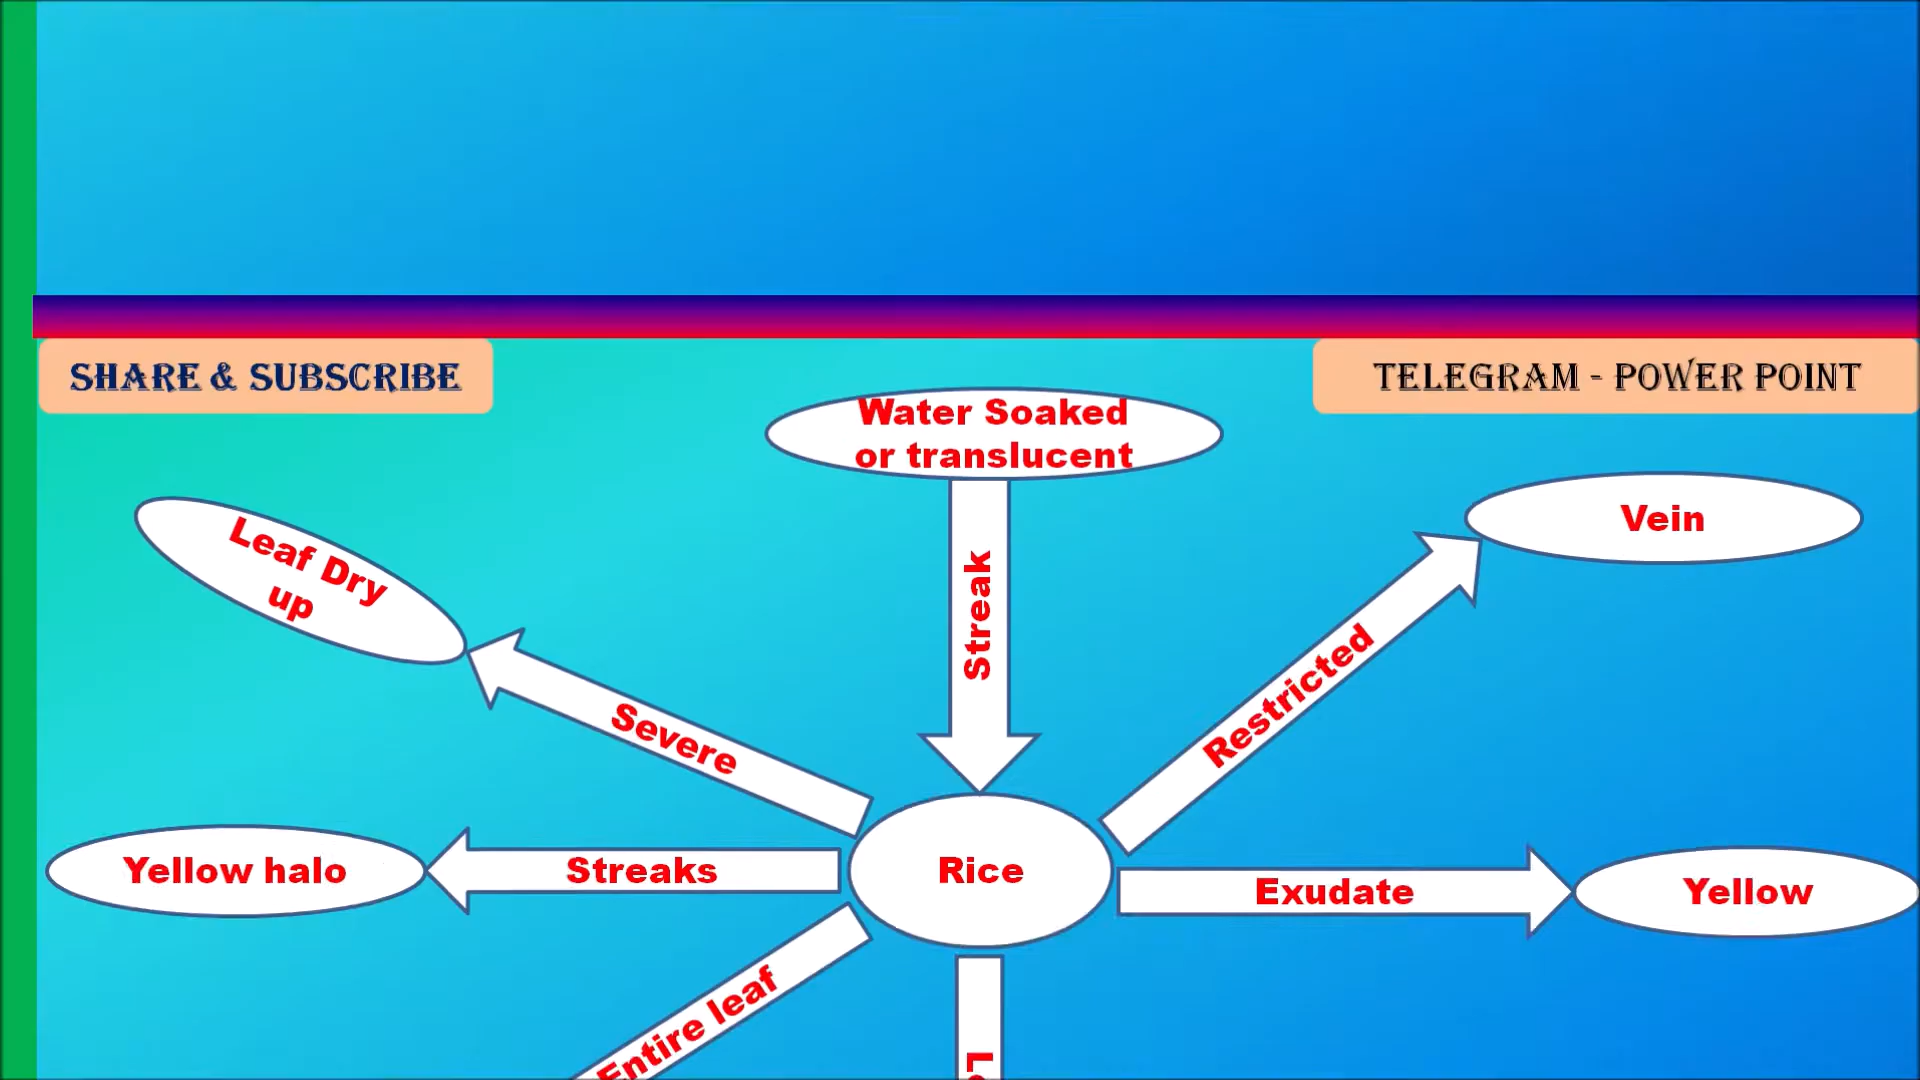 SHARE & SUBSCRIBE
TELEGRAM - POWER POINT
Water Soaked
or translucent
Vein
Leaf Dry
up
Streak
Restricted
Severe
Yellow halo
Streaks
Rice
Exudate
Yellow
Entire leaf